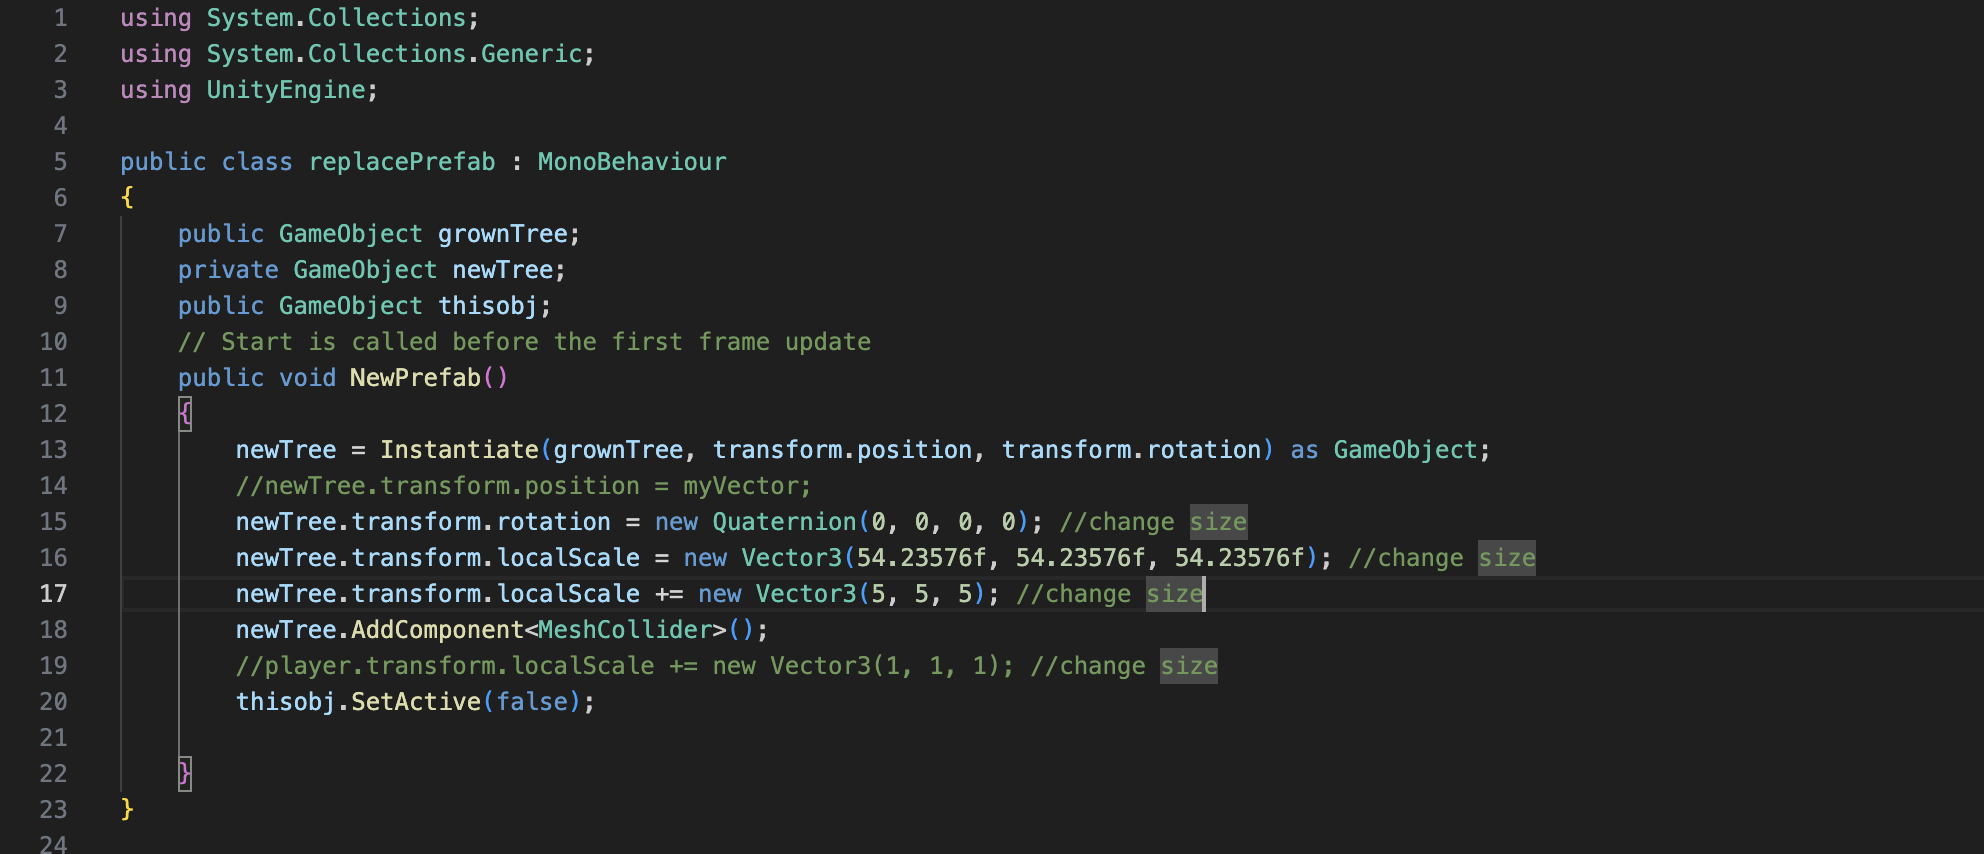 1 using System.Collections;
2 using System.Collections.Generic;
3 using UnityEngine;
4
5 public class replacePrefab : MonoBehaviour
6 {
7     public GameObject grownTree;
8     private GameObject newTree;
9     public GameObject thisobj;
10     // Start is called before the first frame update
11     public void NewPrefab()
12     {
13         newTree = Instantiate(grownTree, transform.position, transform.rotation) as GameObject;
14         //newTree.transform.position = myVector;
15         newTree.transform.rotation = new Quaternion(0, 0, 0, 0); //change size
16         newTree.transform.localScale = new Vector3(54.23576f, 54.23576f, 54.23576f); //change size
17         newTree.transform.localScale += new Vector3(5, 5, 5); //change size
18         newTree.AddComponent<MeshCollider>();
19         //player.transform.localScale += new Vector3(1, 1, 1); //change size
20         thisobj.SetActive(false);
21
22     }
23 }
24